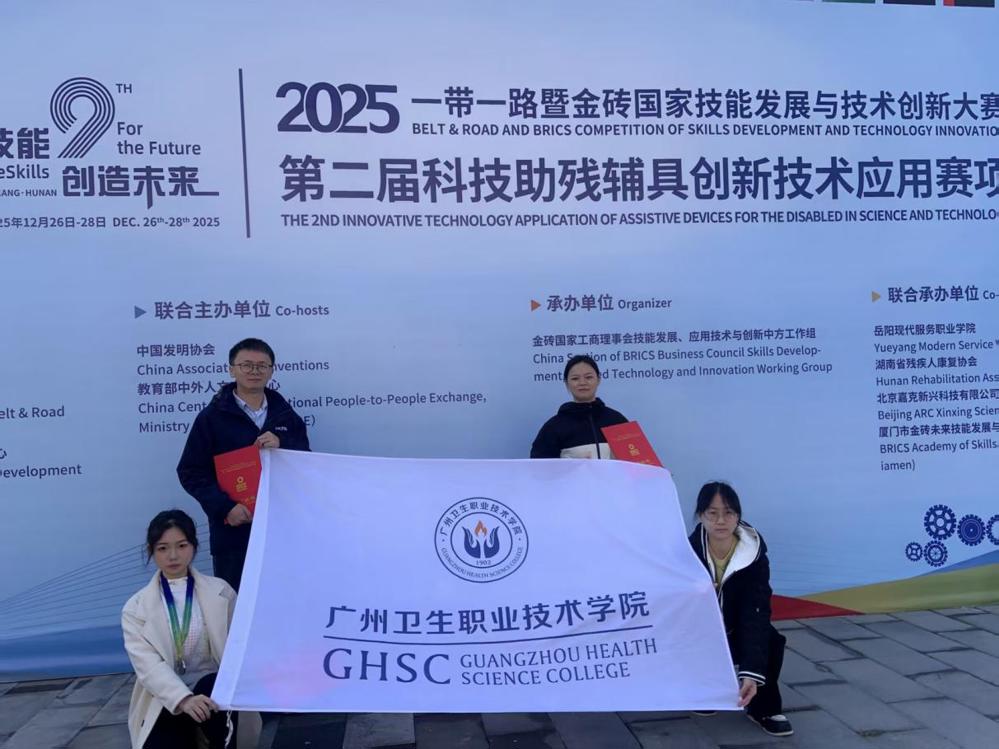 9TH
For
the Future
技能
eSkills
创造未来
ANG·HUNAN
25年12月26日-28日 DEC. 26th-28th 2025
2025 一带一路暨金砖国家技能发展与技术创新大赛
BELT & ROAD AND BRICS COMPETITION OF SKILLS DEVELOPMENT AND TECHNOLOGY INNOVATION
第二届科技助残辅具创新技术应用赛项
THE 2ND INNOVATIVE TECHNOLOGY APPLICATION OF ASSISTIVE DEVICES FOR THE DISABLED IN SCIENCE AND TECHNOLO
联合主办单位 Co-hosts
中国发明协会
China Associat ventions
教育部中外人文 心
China Cent tional People-to-People Exchange,
Ministry E)
Belt & Road
心
Development
承办单位 Organizer
金砖国家工商理事会技能发展、应用技术与创新中方工作组
China Section of BRICS Business Council Skills Develop-
ment, d Technology and Innovation Working Group
联合承办单位 Co-
岳阳现代服务职业学院
Yueyang Modern Service
湖南省残疾人康复协会
Hunan Rehabilitation Ass
北京嘉克新兴科技有限公司
Beijing ARC Xinxing Scien
厦门市金砖未来技能发展与
BRICS Academy of Skills
iamen)
广州卫生职业技术学院
GUANGZHOU HEALTH SCIENCE COLLEGE
1902
广州卫生职业技术学院
GHSC GUANGZHOU HEALTH
SCIENCE COLLEGE